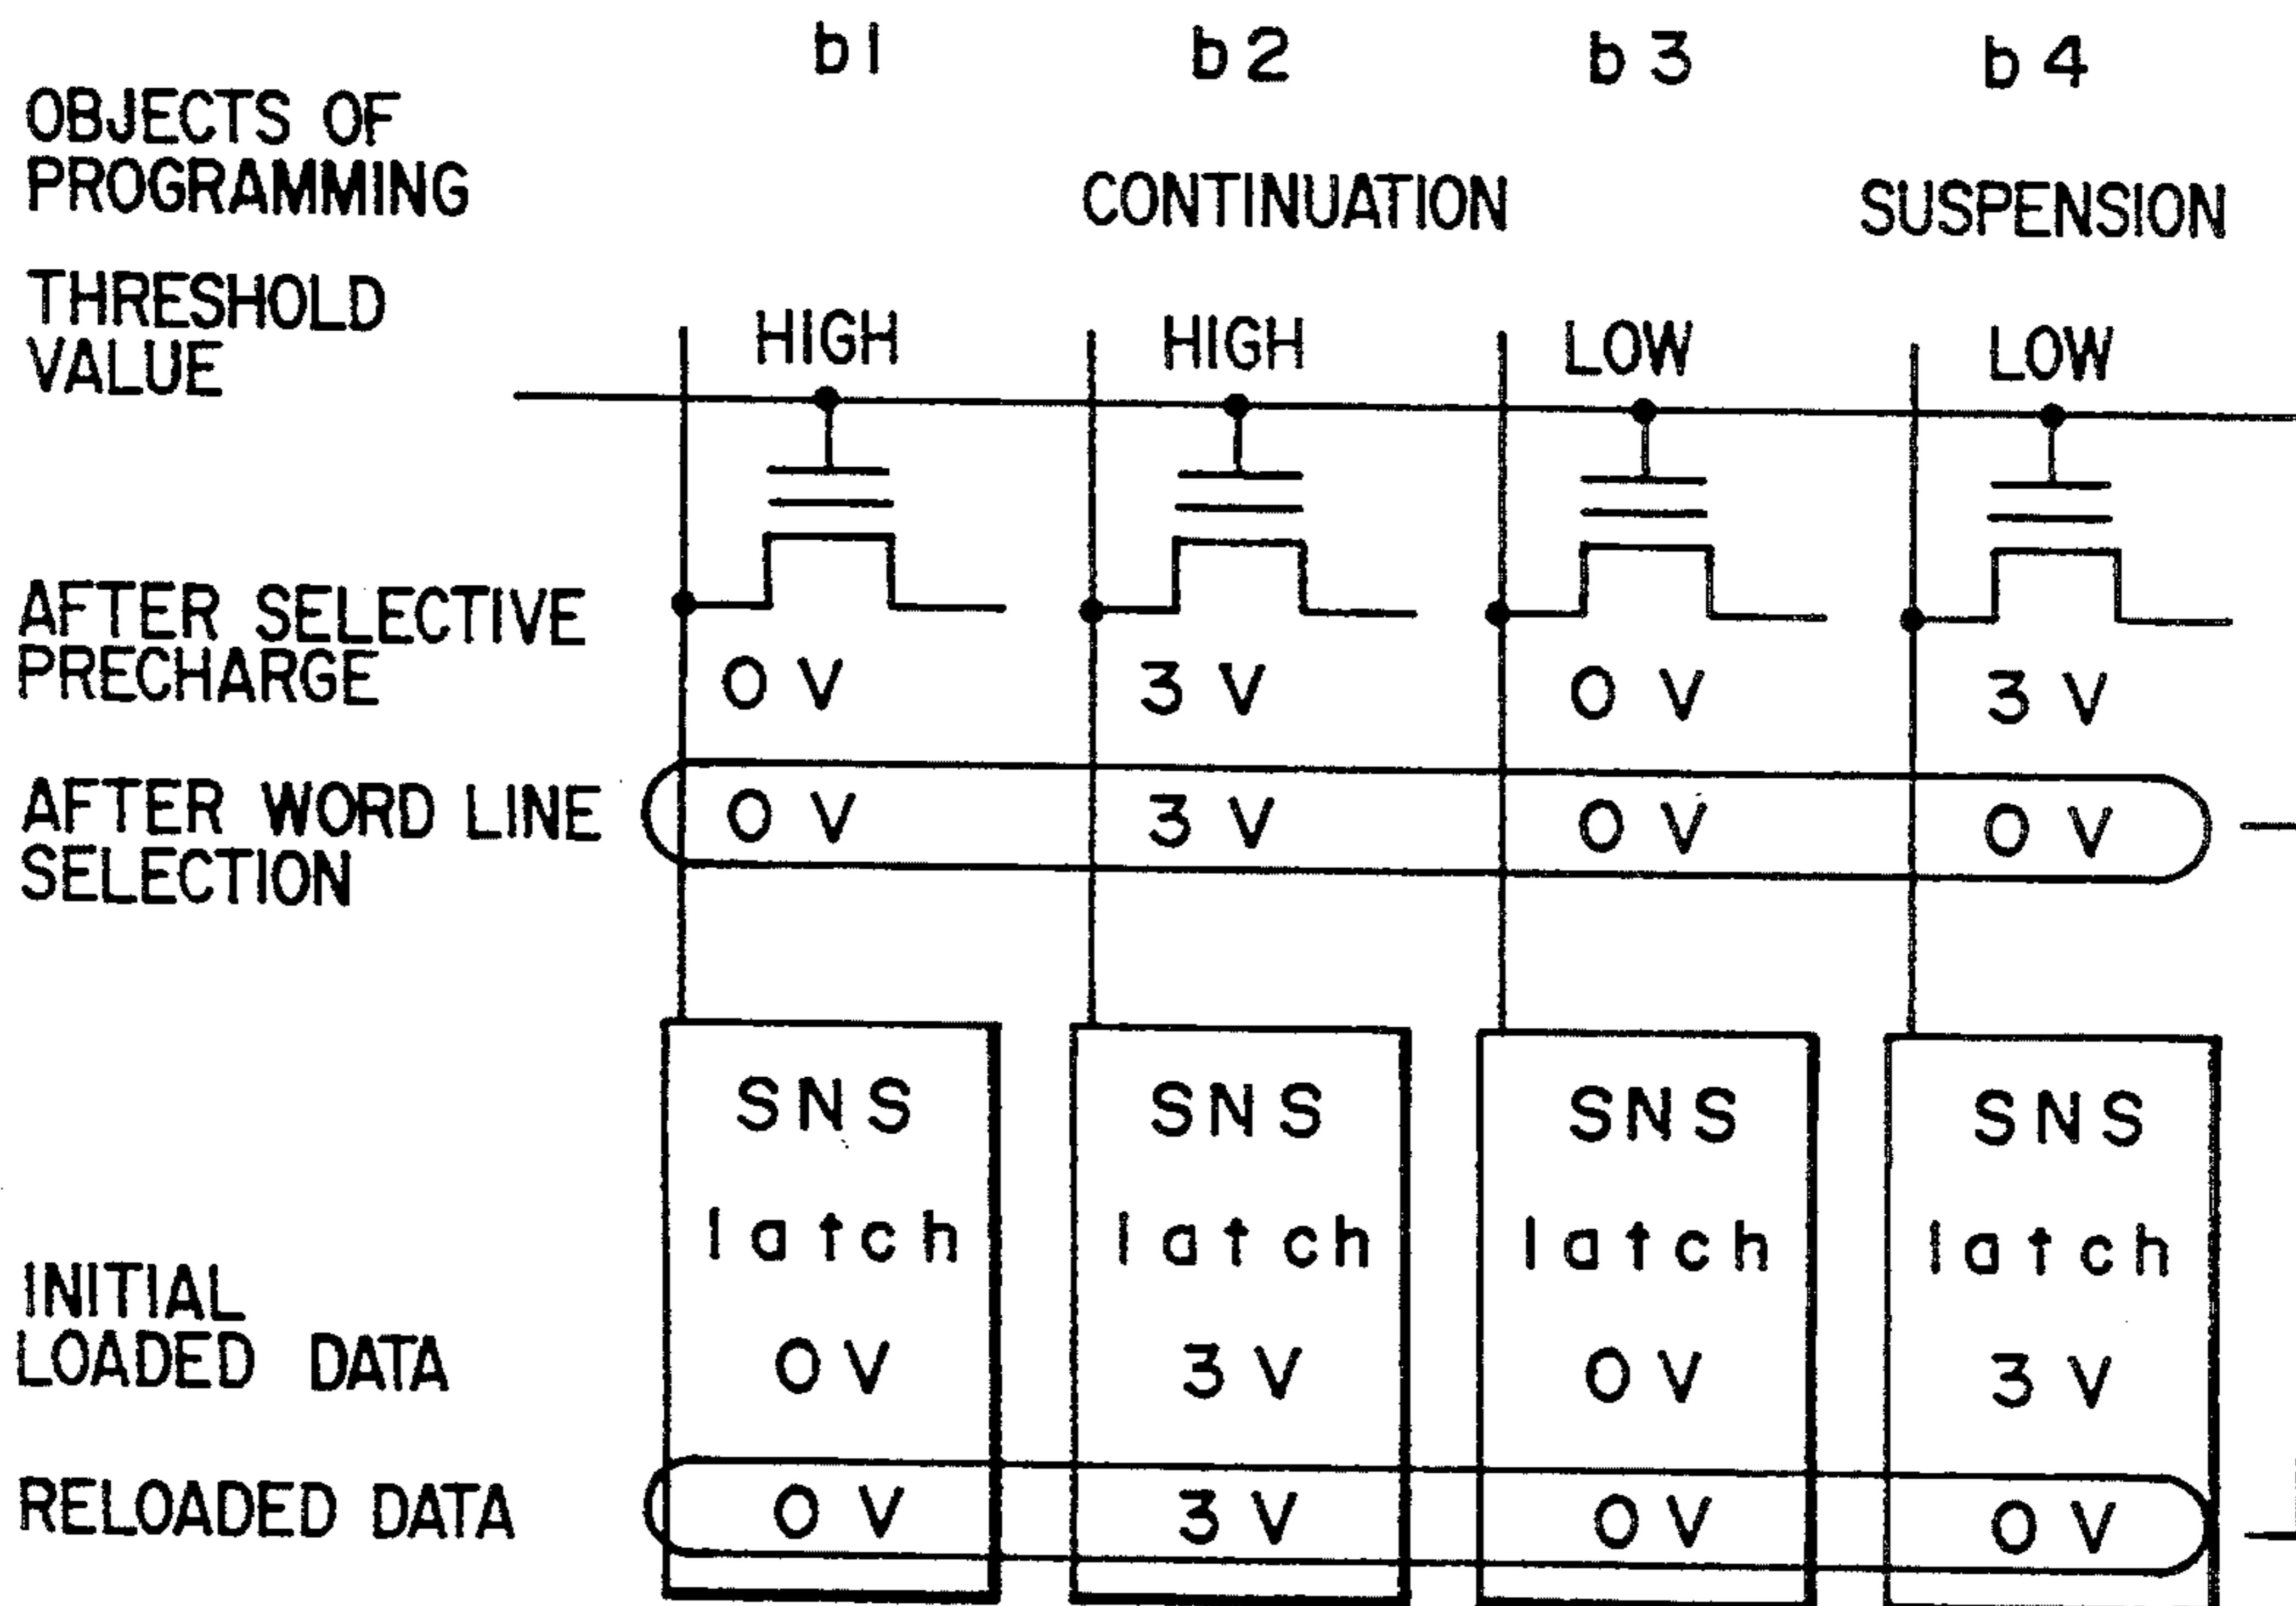 b1 b2 b3 b4
OBJECTS OF
PROGRAMMING CONTINUATION SUSPENSION
THRESHOLD
VALUE HIGH HIGH LOW LOW
AFTER SELECTIVE
PRECHARGE 0 V 3 V 0 V 3 V
AFTER WORD LINE 0 V 3 V 0 V 0 V
SELECTION
SNS SNS SNS SNS
latch latch latch latch
INITIAL
LOADED DATA 0 V 3 V 0 V 3 V
RELOADED DATA 0 V 3 V 0 V 0 V